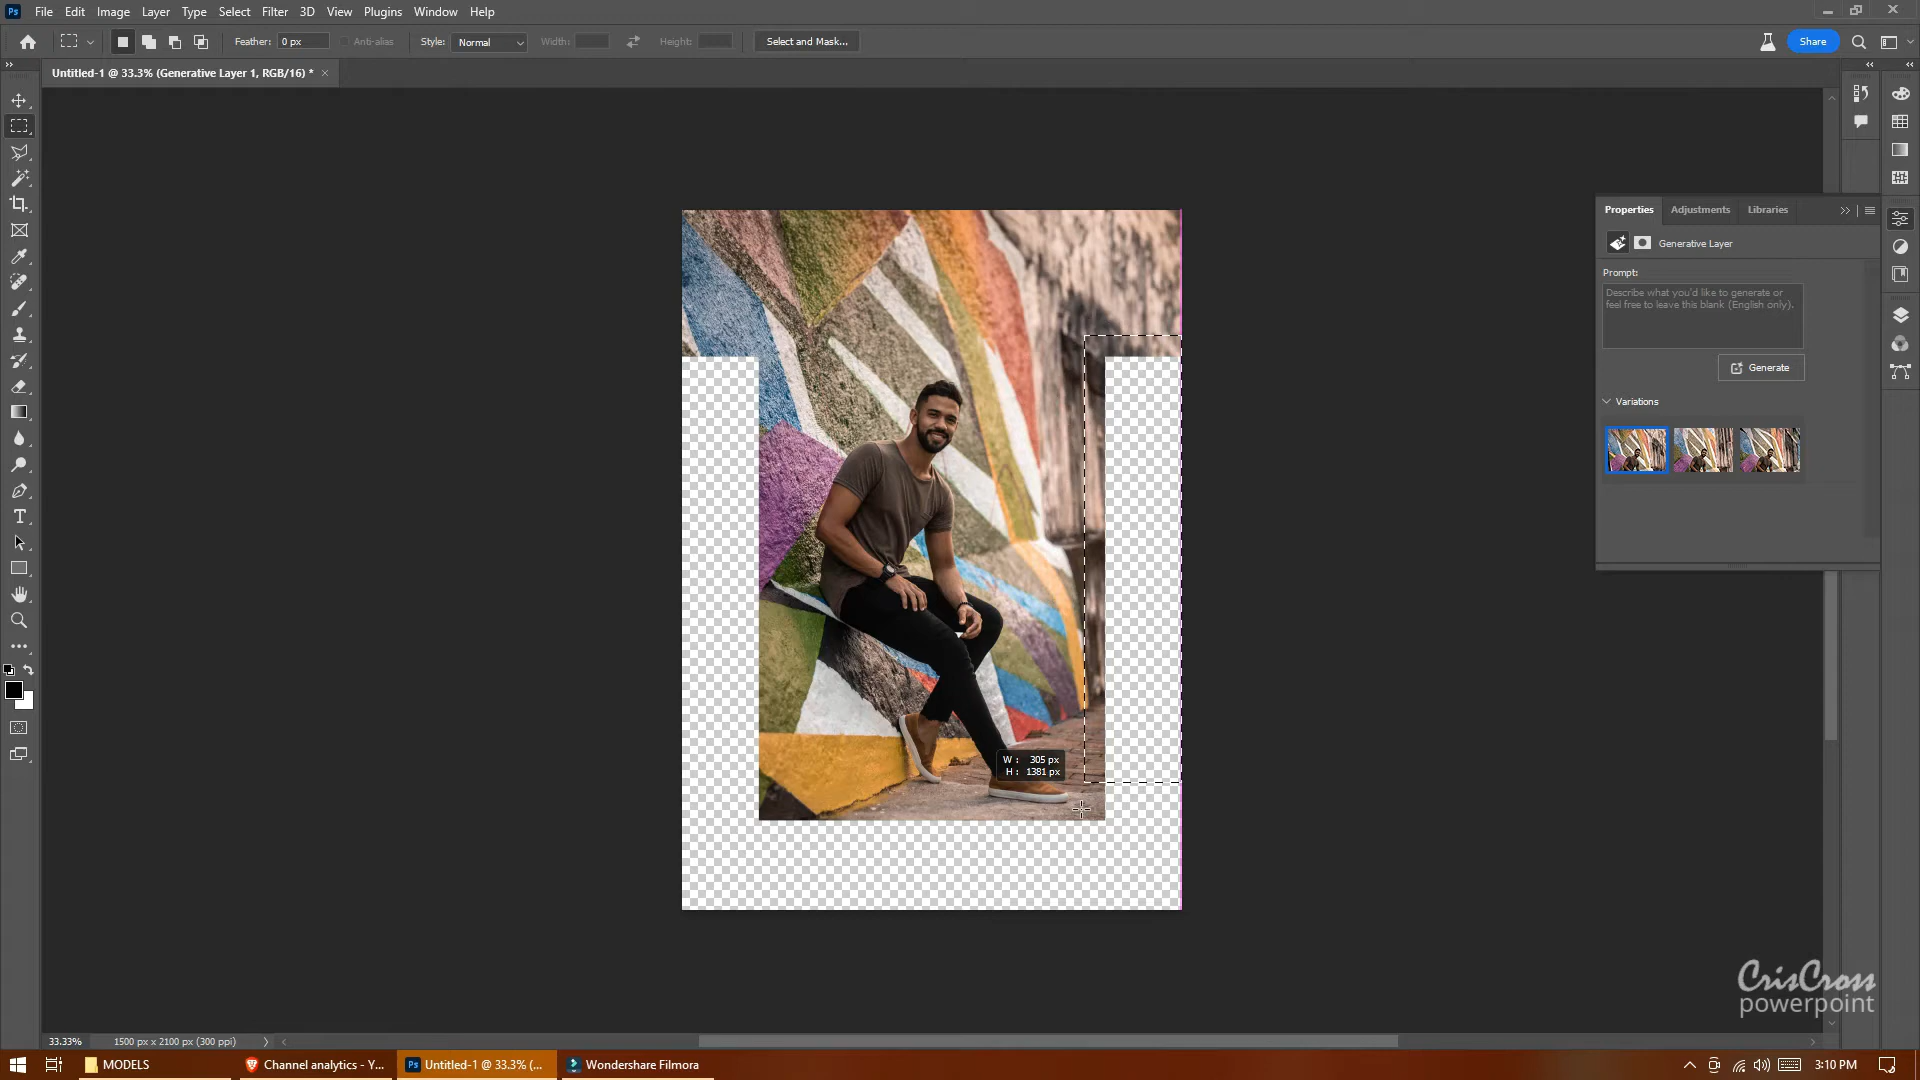 Ps File Edit Image Layer Type Select Filter 3D View Plugins Window Help
Feather: 0 px Anti-alias Style: Normal Width: Height: Select and Mask... Share
Untitled-1 @ 33.3% (Generative Layer 1, RGB/16) *
Properties Adjustments Libraries
Generative Layer
Prompt:
Describe what you'd like to generate or
feel free to leave this blank (English only).
Generate
Variations
W : 305 px
H : 1381 px
CrisCross
powerpoint
33.33% 1500 px x 2100 px (300 ppi)
MODELS Channel analytics - Y... Ps Untitled-1 @ 33.3% (... Wondershare Filmora 3:10 PM